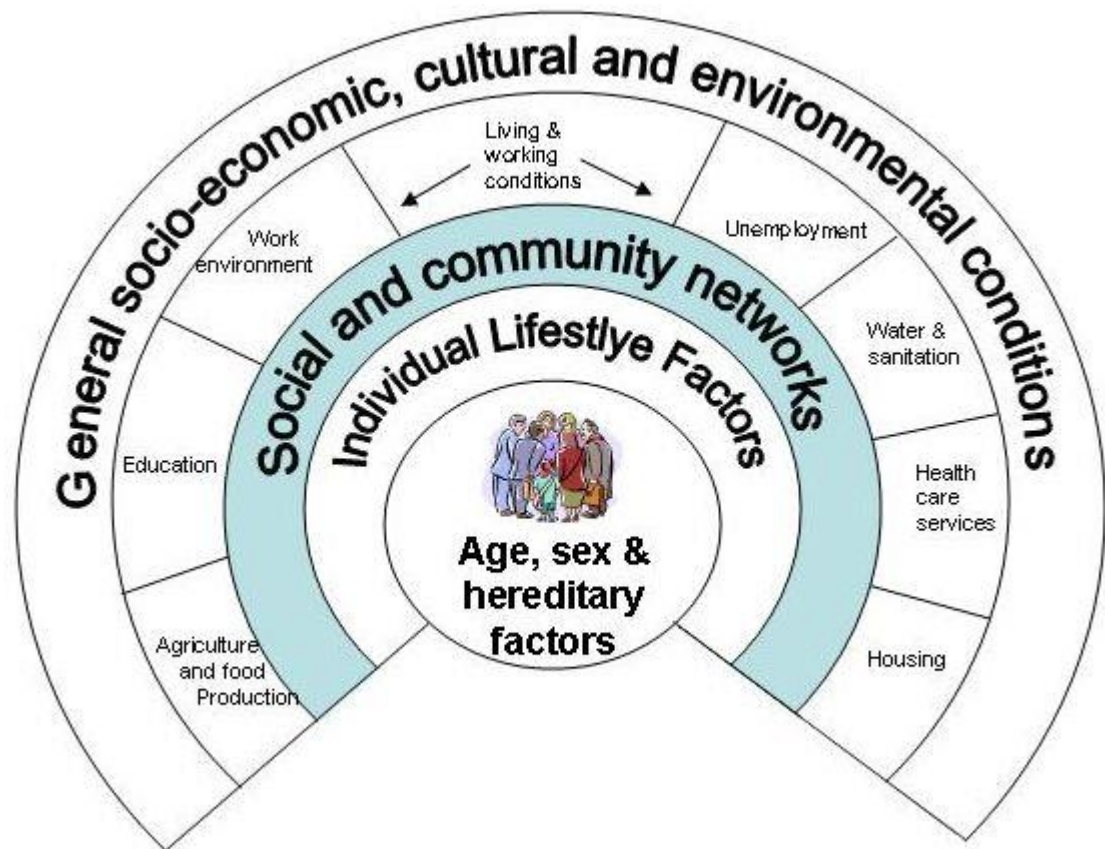 General socio-economic, cultural and environmental conditions
Living &
working
conditions
Work
environment
Unemployment
Social and community networks
Water &
sanitation
Individual Lifestlye Factors
Education
Health
care
services
Age, sex &
hereditary
factors
Agriculture
and food
Production
Housing